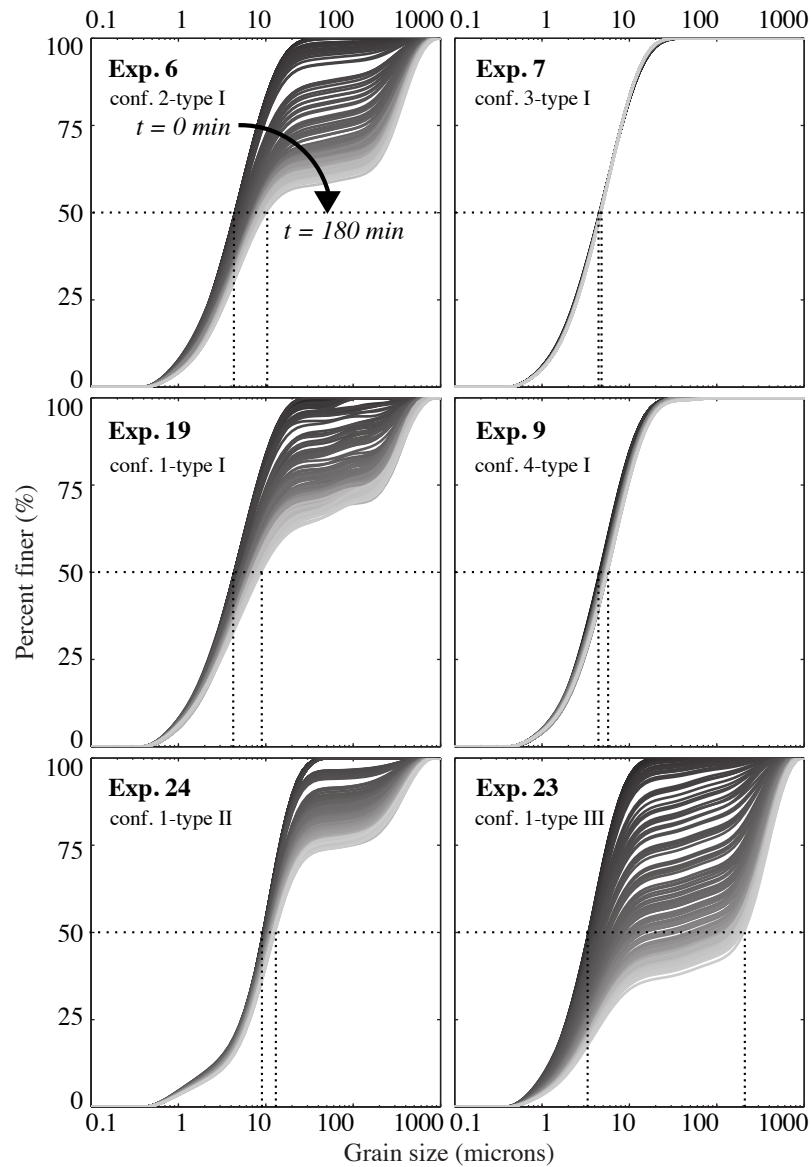 0.1 1 10 100 1000 0.1 1 10 100 1000
100
75
50
25
0
Exp. 6
conf. 2-type I
t = 0 min
t = 180 min
Exp. 7
conf. 3-type I
100
75
50
25
0
Exp. 19
conf. 1-type I
Exp. 9
conf. 4-type I
Percent finer (%)
100
75
50
25
0
Exp. 24
conf. 1-type II
Exp. 23
conf. 1-type III
0.1 1 10 100 1000 0.1 1 10 100 1000
Grain size (microns)